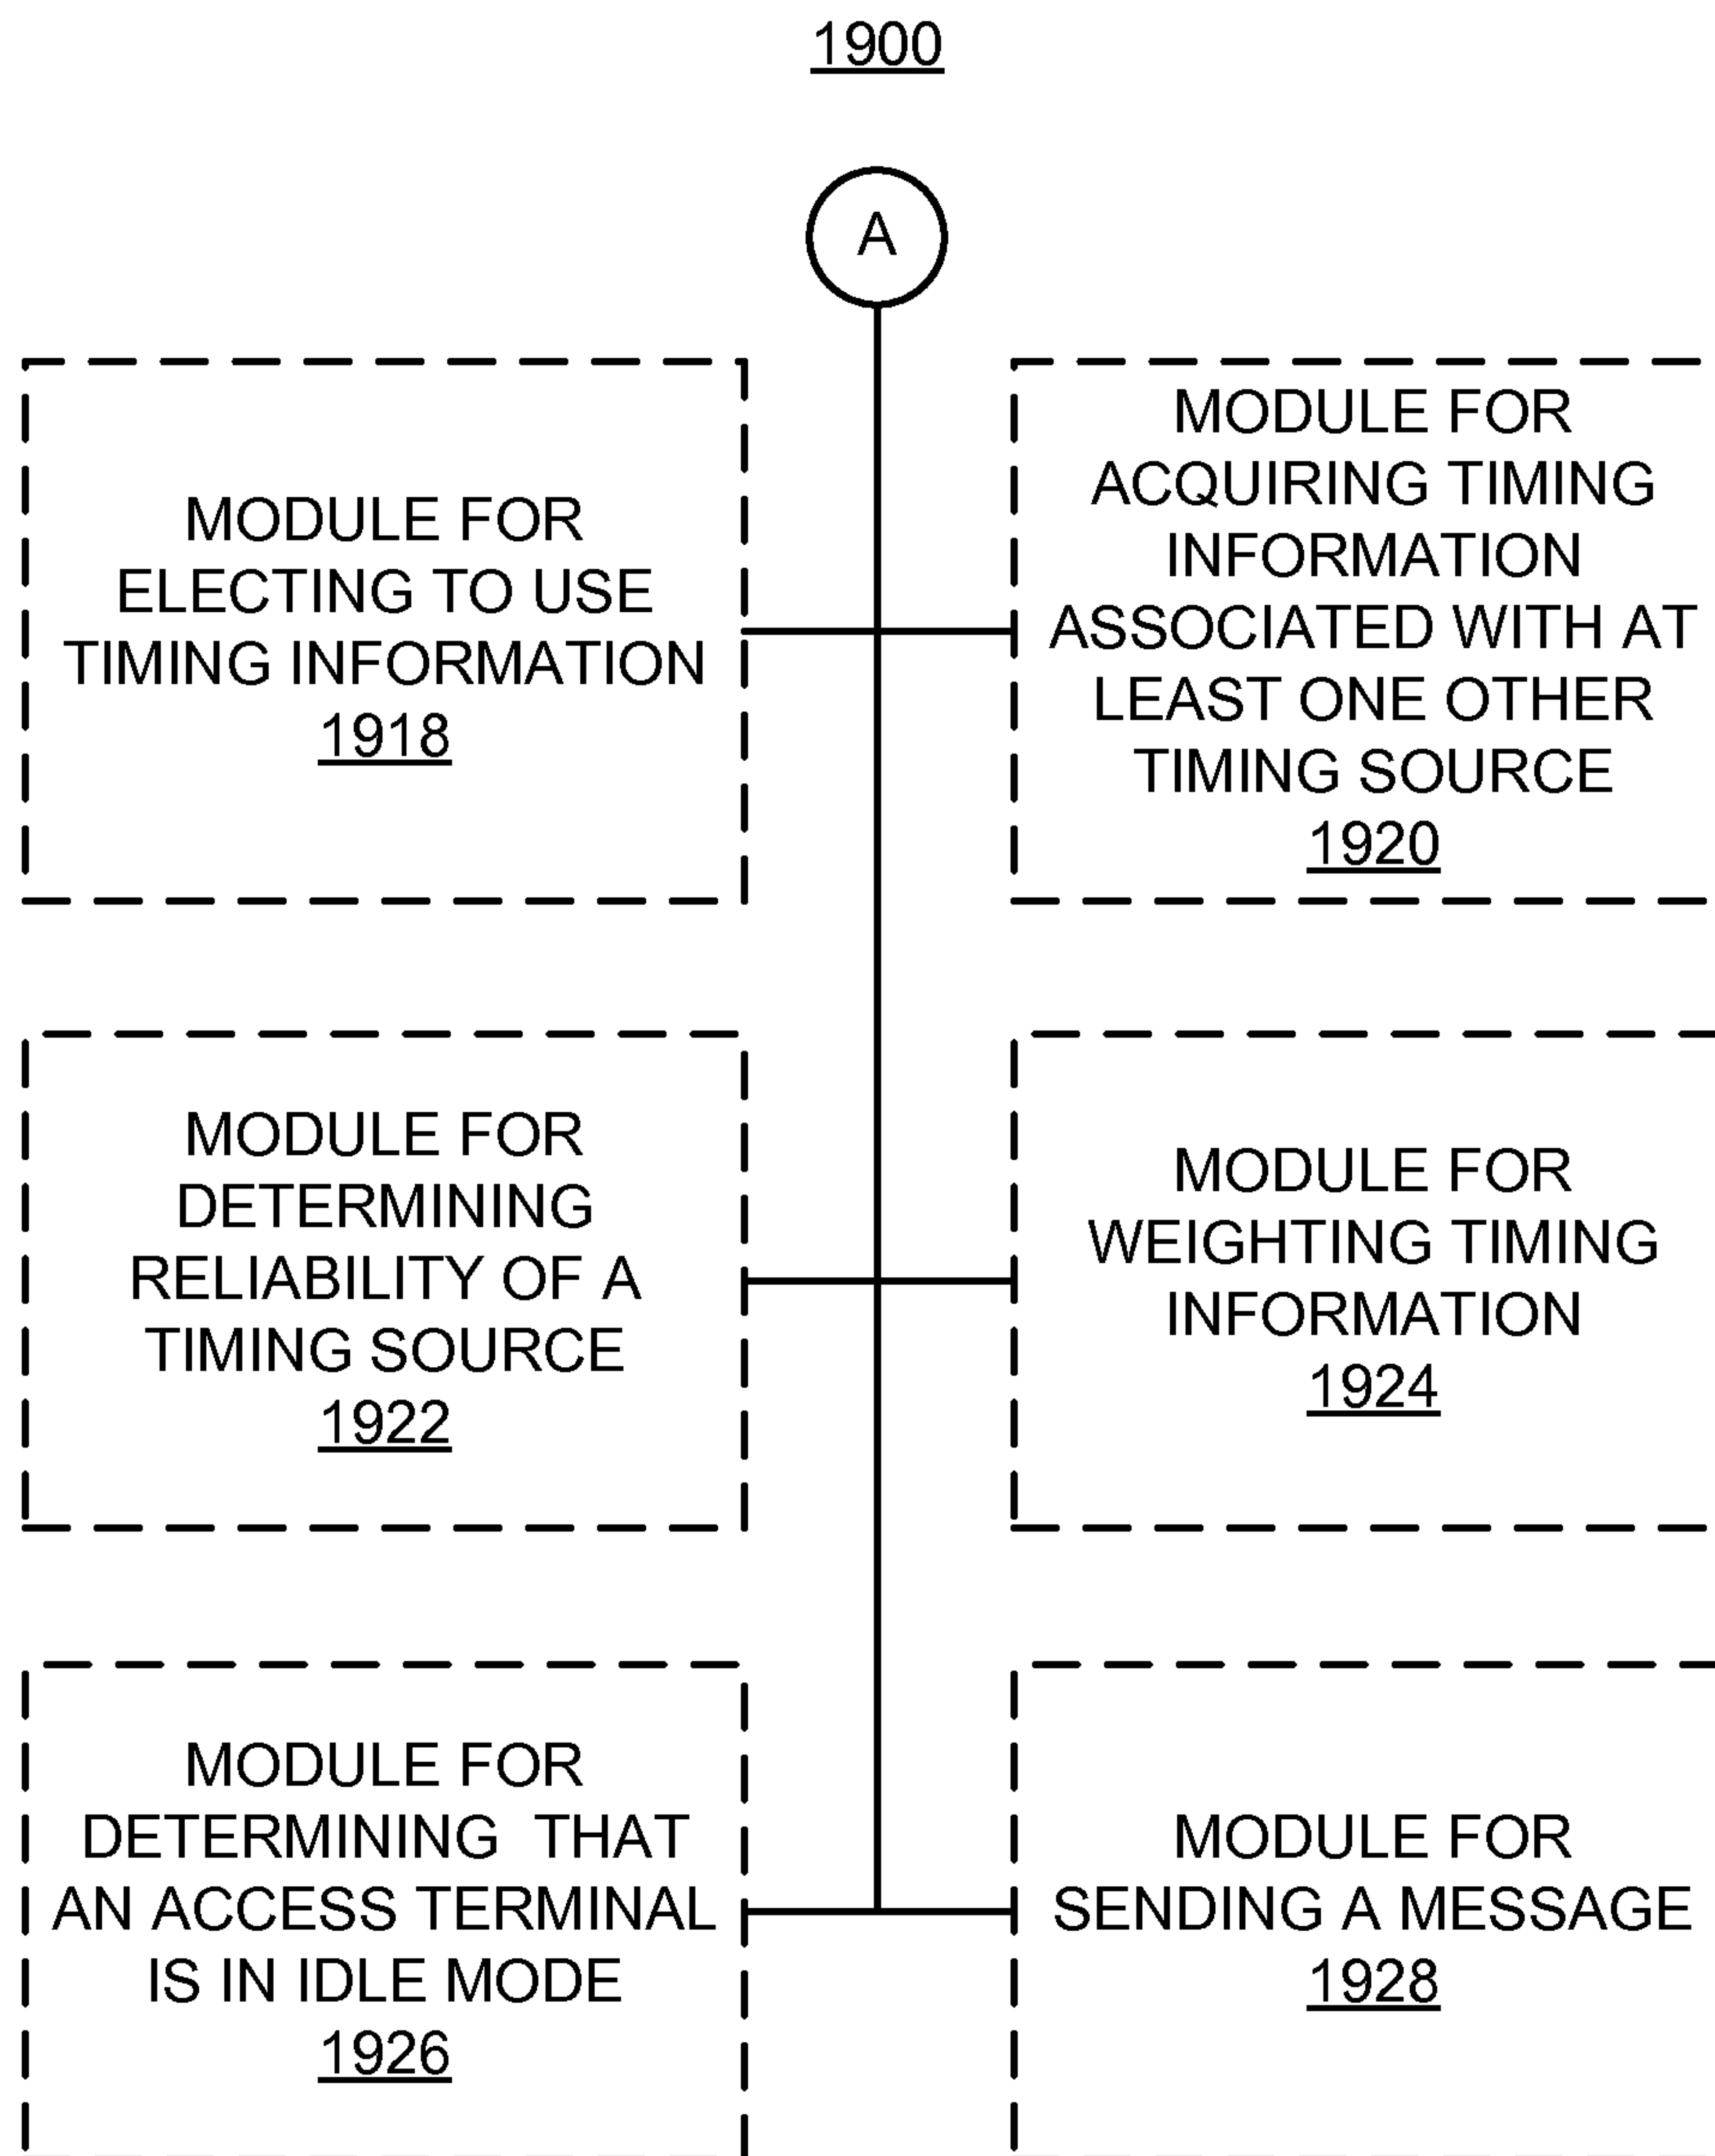 1900
A
MODULE FOR
ELECTING TO USE
TIMING INFORMATION
1918
MODULE FOR
ACQUIRING TIMING
INFORMATION
ASSOCIATED WITH AT
LEAST ONE OTHER
TIMING SOURCE
1920
MODULE FOR
DETERMINING
RELIABILITY OF A
TIMING SOURCE
1922
MODULE FOR
WEIGHTING TIMING
INFORMATION
1924
MODULE FOR
DETERMINING THAT
AN ACCESS TERMINAL
IS IN IDLE MODE
1926
MODULE FOR
SENDING A MESSAGE
1928